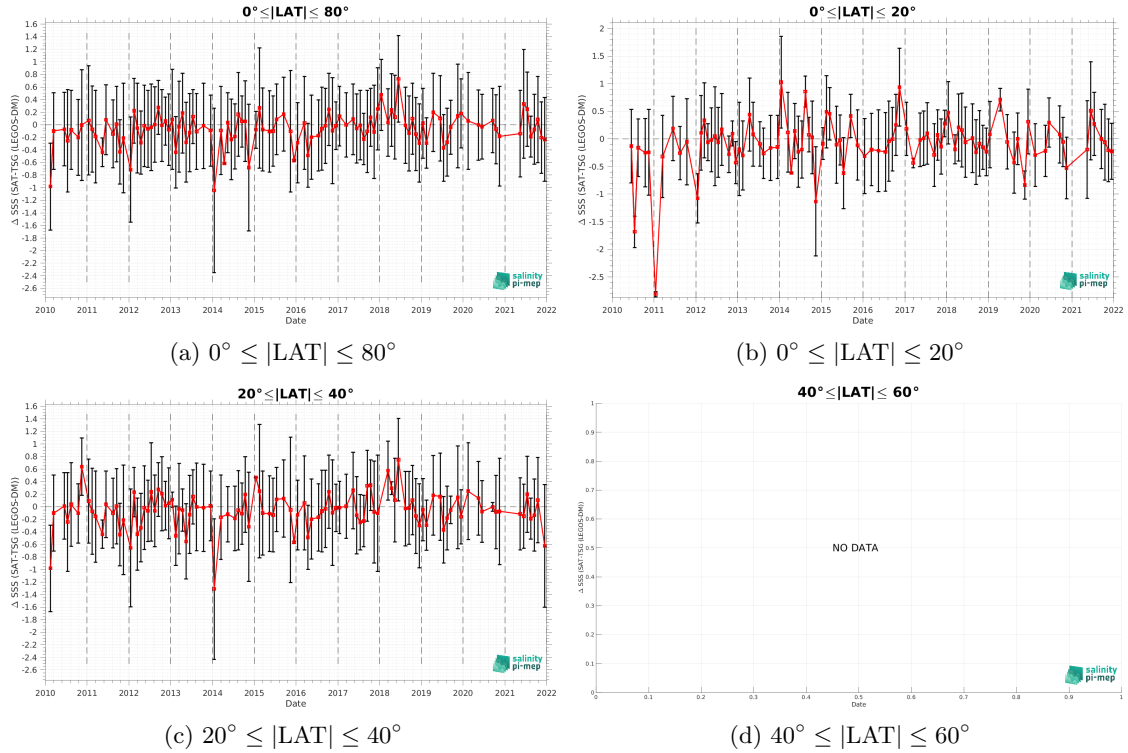 0°≤|LAT|≤ 80°
1.6
1.4
1.2
1
0.8
0.6
0.4
0.2
0
-0.2
-0.4
-0.6
-0.8
-1
-1.2
-1.4
-1.6
-1.8
-2
-2.2
-2.4
-2.6
Δ SSS (SAT-TSG (LEGOS-DM))
2010 2011 2012 2013 2014 2015 2016 2017 2018 2019 2020 2021 2022
Date
salinity
pi-mep
(a) 0° ≤ |LAT| ≤ 80°
0°≤|LAT|≤ 20°
2
1.5
1
0.5
0
-0.5
-1
-1.5
-2
-2.5
Δ SSS (SAT-TSG (LEGOS-DM))
2010 2011 2012 2013 2014 2015 2016 2017 2018 2019 2020 2021 2022
Date
salinity
pi-mep
(b) 0° ≤ |LAT| ≤ 20°
20°≤|LAT|≤ 40°
1.6
1.4
1.2
1
0.8
0.6
0.4
0.2
0
-0.2
-0.4
-0.6
-0.8
-1
-1.2
-1.4
-1.6
-1.8
-2
-2.2
-2.4
-2.6
Δ SSS (SAT-TSG (LEGOS-DM))
2010 2011 2012 2013 2014 2015 2016 2017 2018 2019 2020 2021 2022
Date
salinity
pi-mep
(c) 20° ≤ |LAT| ≤ 40°
40°≤|LAT|≤ 60°
1
0.9
0.8
0.7
0.6
0.5
0.4
0.3
0.2
0.1
0
Δ SSS (SAT-TSG (LEGOS-DM))
NO DATA
0 0.1 0.2 0.3 0.4 0.5 0.6 0.7 0.8 0.9 1
Date
salinity
pi-mep
(d) 40° ≤ |LAT| ≤ 60°